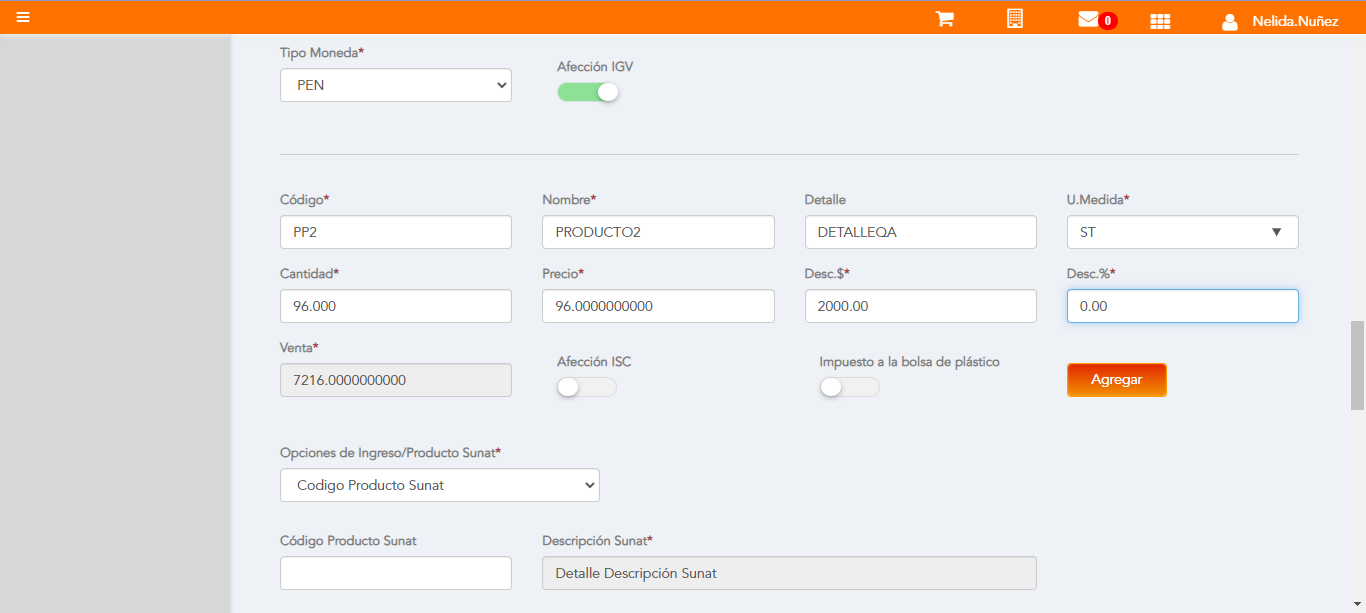 0 Nelida.Nuñez
Tipo Moneda*
Afección IGV
PEN
Código* Nombre* Detalle U.Medida*
PP2 PRODUCTO2 DETALLEQA ST
Cantidad* Precio* Desc.$* Desc.%*
96.000 96.0000000000 2000.00 0.00
Venta*
Afección ISC Impuesto a la bolsa de plástico
7216.0000000000 Agregar
Opciones de Ingreso/Producto Sunat*
Codigo Producto Sunat
Código Producto Sunat Descripción Sunat*
Detalle Descripción Sunat